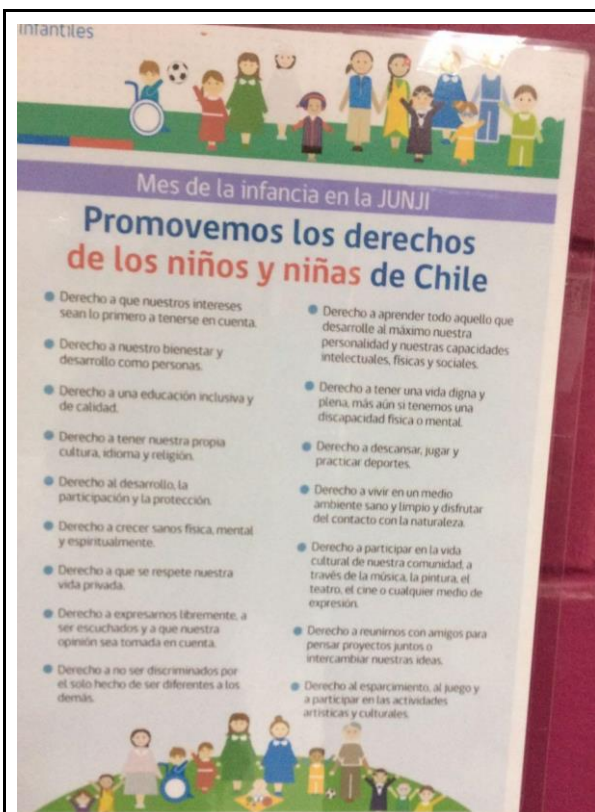 infantiles
Mes de la infancia en la JUNJI
Promovemos los derechos
de los niños y niñas de Chile
Derecho a que nuestros intereses
sean lo primero a tenerse en cuenta.
Derecho a nuestro bienestar y
desarrollo como personas.
Derecho a una educación inclusiva y
de calidad.
Derecho a tener nuestra propia
cultura, idioma y religión.
Derecho al desarrollo, la
participación y la protección.
Derecho a crecer sanos física, mental
y espiritualmente.
Derecho a que se respete nuestra
vida privada.
Derecho a expresarnos libremente, a
ser escuchados y a que nuestra
opinión sea tomada en cuenta.
Derecho a no ser discriminados por
el solo hecho de ser diferentes a los
demás.
Derecho a aprender todo aquello que
desarrolle al máximo nuestra
personalidad y nuestras capacidades
intelectuales, físicas y sociales.
Derecho a tener una vida digna y
plena, más aún si tenemos una
discapacidad física o mental.
Derecho a descansar, jugar y
practicar deportes.
Derecho a vivir en un medio
ambiente sano y limpio y disfrutar
del contacto con la naturaleza.
Derecho a participar en la vida
cultural de nuestra comunidad, a
través de la música, la pintura, el
teatro, el cine o cualquier medio de
expresión.
Derecho a reunirnos con amigos para
pensar proyectos juntos o
intercambiar nuestras ideas.
Derecho al esparcimiento, al juego y
a participar en las actividades
artísticas y culturales.